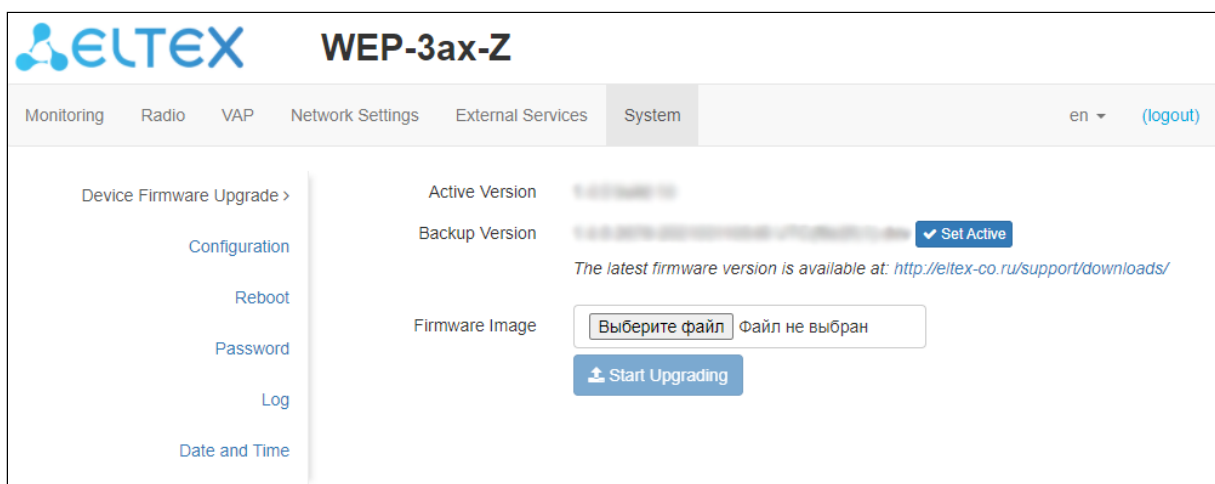 ELTEX WEP-3ax-Z
Monitoring Radio VAP Network Settings External Services System en (logout)
Device Firmware Upgrade >
Configuration
Reboot
Password
Log
Date and Time
Active Version
Backup Version Set Active
The latest firmware version is available at: http://eltex-co.ru/support/downloads/
Firmware Image Выберите файл Файл не выбран
Start Upgrading